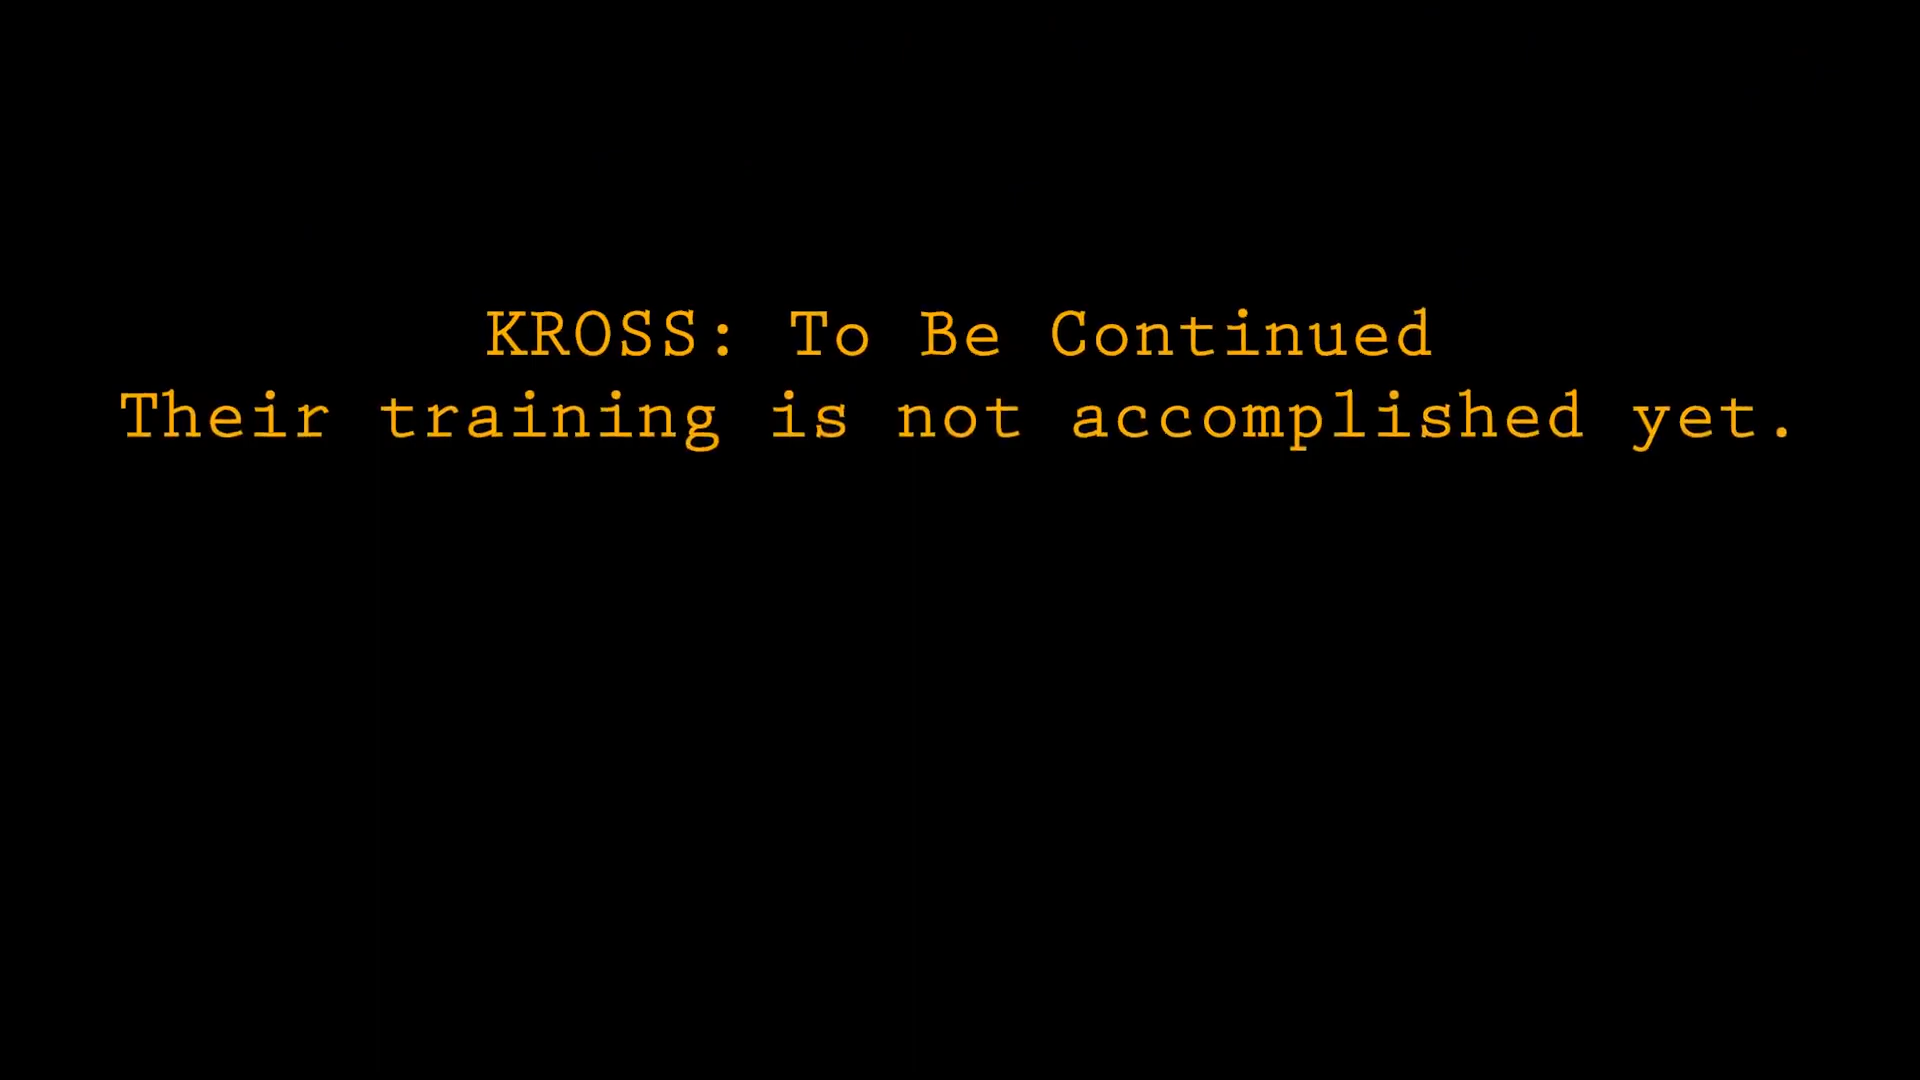 KROSS: To Be Continued
Their training is not accomplished yet.